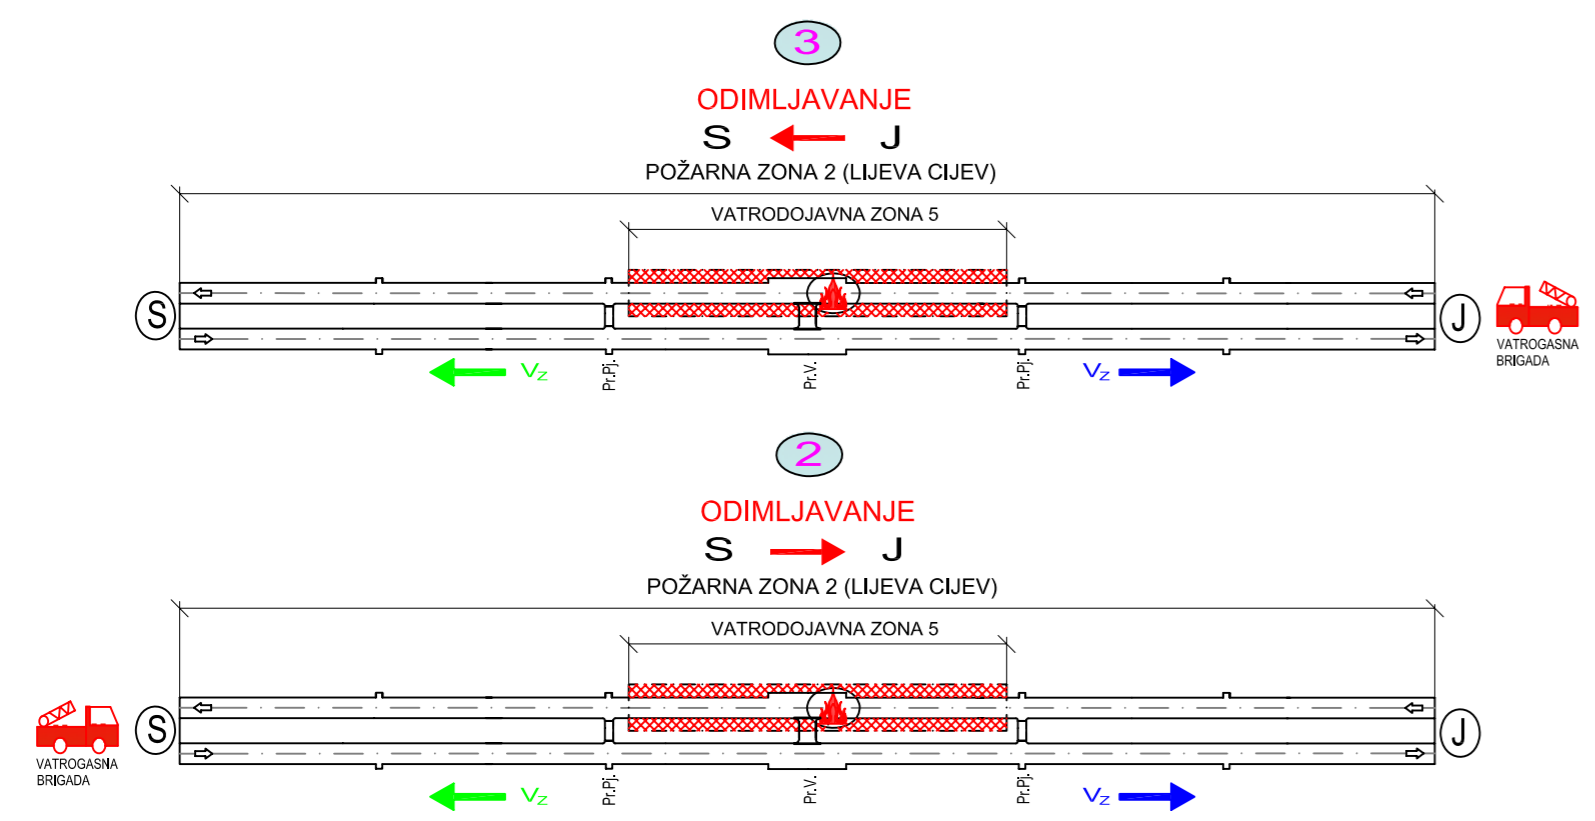 3
ODIMLJAVANJE
S J
POŽARNA ZONA 2 (LIJEVA CIJEV)
VATRODOJAVNA ZONA 5
S
J
VATROGASNA
BRIGADA
Vz
Pr.Pj.
Pr.V.
Pr.Pj.
Vz
2
ODIMLJAVANJE
S J
POŽARNA ZONA 2 (LIJEVA CIJEV)
VATRODOJAVNA ZONA 5
VATROGASNA
BRIGADA
S
J
Vz
Pr.Pj.
Pr.V.
Pr.Pj.
Vz